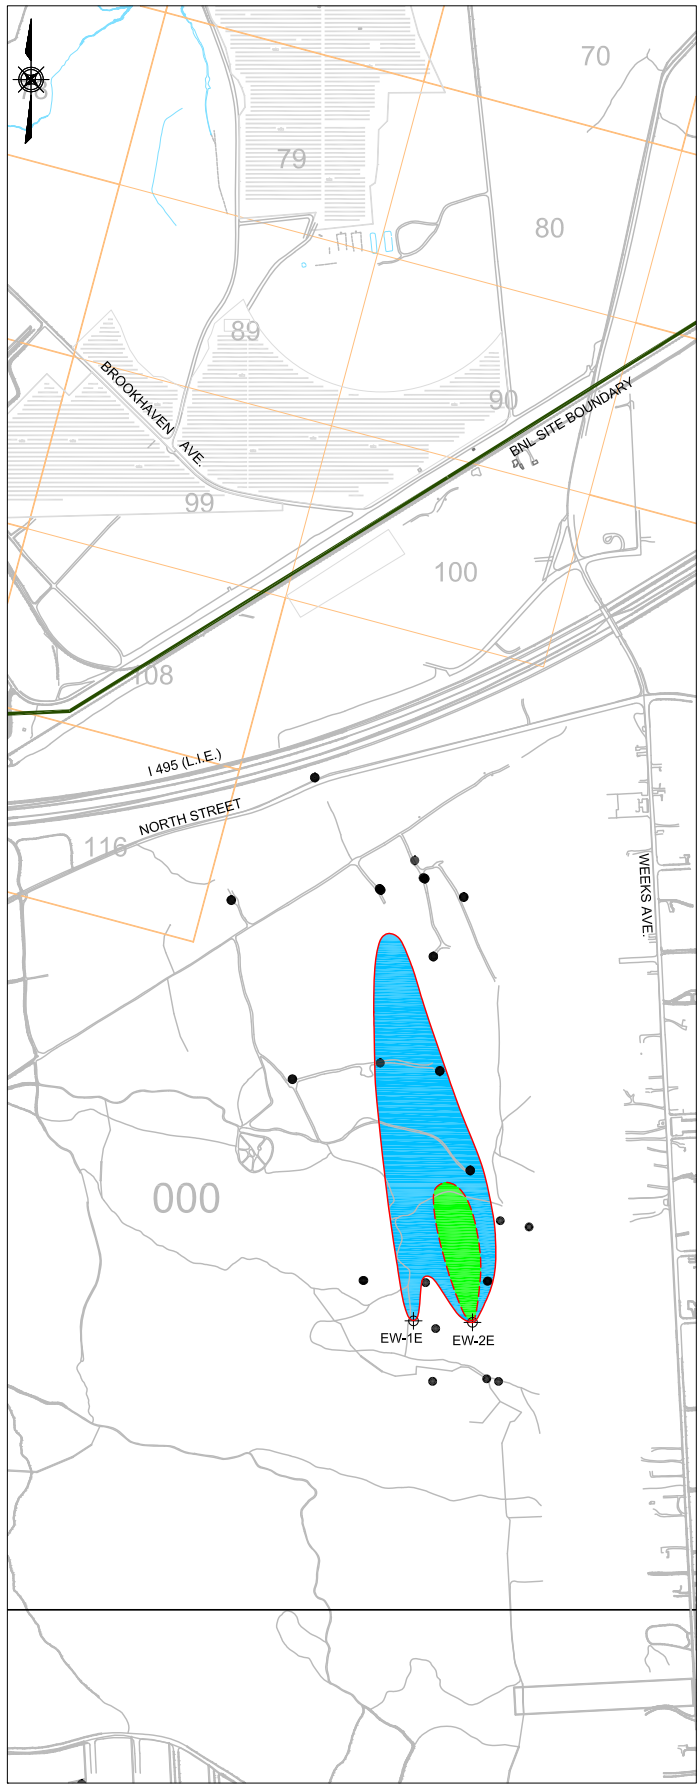 70
78
79
80
89
BROOKHAVEN AVE.
90
BNL SITE BOUNDARY
99
100
108
I 495 (L.I.E.)
NORTH STREET
116
WEEKS AVE.
000
EW-1E
EW-2E